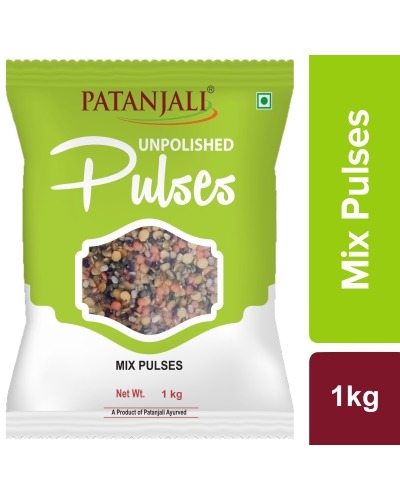 PATANJALI®
UNPOLISHED
Pulses
MIX PULSES
Net Wt. 1 kg
A Product of Patanjali Ayurved
Mix Pulses
1kg